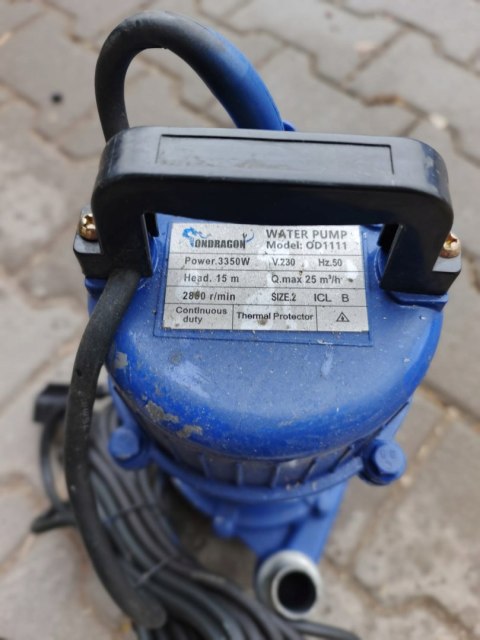 ONDRAGON WATER PUMP
Model: OD1111
Power.3350W V.230 Hz.50
Head. 15 m Q.max 25 m³/h
2800 r/min SIZE.2 ICL B
Continuous duty Thermal Protector